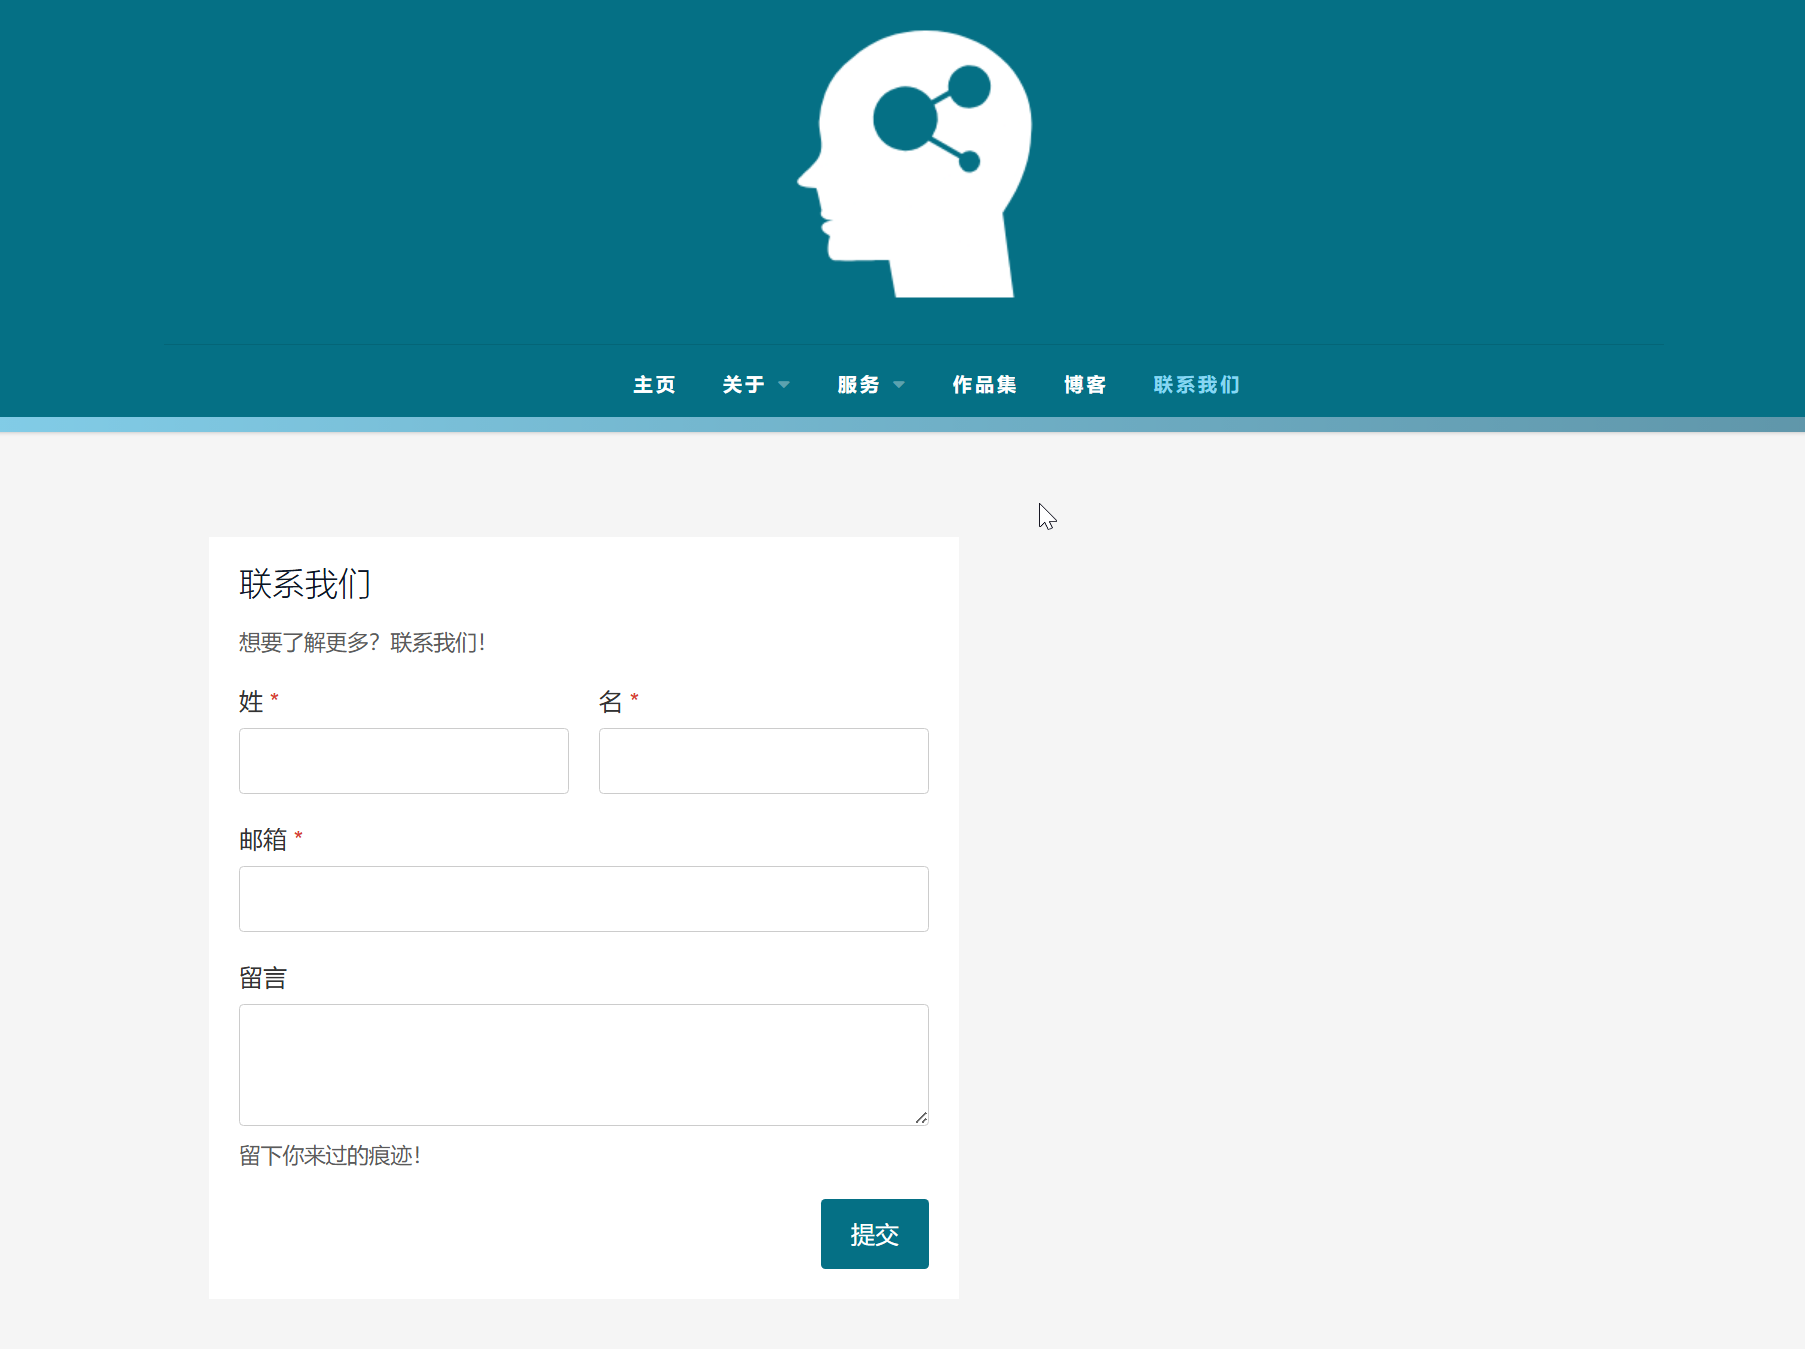 主页 关于 服务 作品集 博客 联系我们
联系我们
想要了解更多？联系我们！
姓 * 名 *
邮箱 *
留言
留下你来过的痕迹！
提交